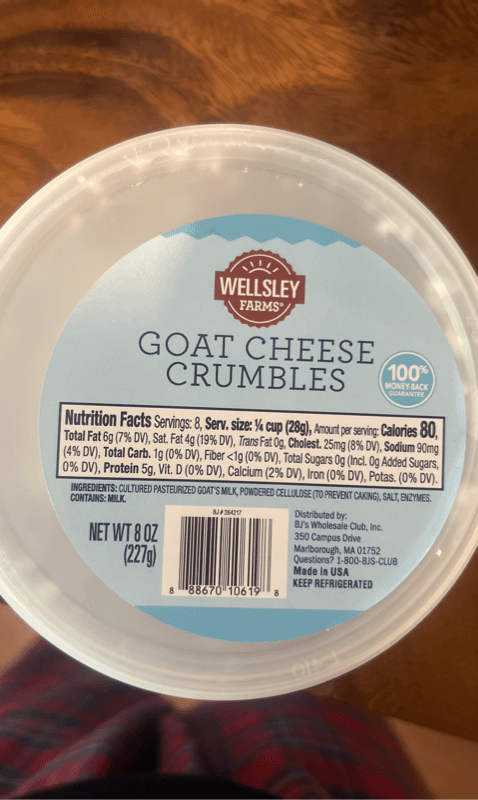 WELLSLEY
FARMS®
GOAT CHEESE
CRUMBLES
100%
MONEY-BACK
GUARANTEE
Nutrition Facts Servings: 8, Serv. size: ¼ cup (28g), Amount per serving: Calories 80,
Total Fat 6g (7% DV), Sat. Fat 4g (19% DV), Trans Fat 0g, Cholest. 25mg (8% DV), Sodium 90mg
(4% DV), Total Carb. 1g (0% DV), Fiber <1g (0% DV), Total Sugars 0g (Incl. 0g Added Sugars,
0% DV), Protein 5g, Vit. D (0% DV), Calcium (2% DV), Iron (0% DV), Potas. (0% DV).
INGREDIENTS: CULTURED PASTEURIZED GOAT'S MILK, POWDERED CELLULOSE (TO PREVENT CAKING), SALT, ENZYMES.
CONTAINS: MILK.
NET WT 8 OZ
(227g)
BJ # 264217
8 88670 10619 8
Distributed by:
BJ's Wholesale Club, Inc.
350 Campus Drive
Marlborough, MA 01752
Questions? 1-800-BJS-CLUB
Made in USA
KEEP REFRIGERATED